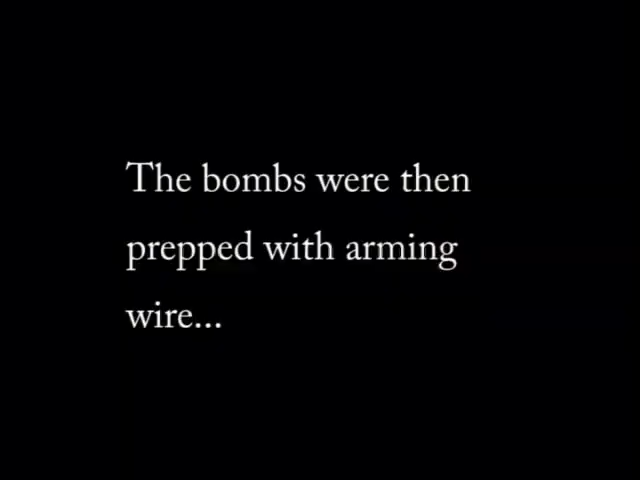 The bombs were then
prepped with arming
wire...